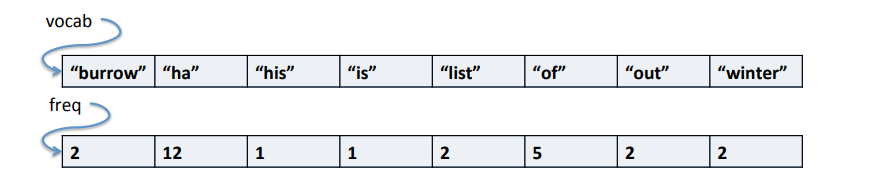 vocab
“burrow” “ha” “his” “is” “list” “of” “out” “winter”
freq
2 12 1 1 2 5 2 2